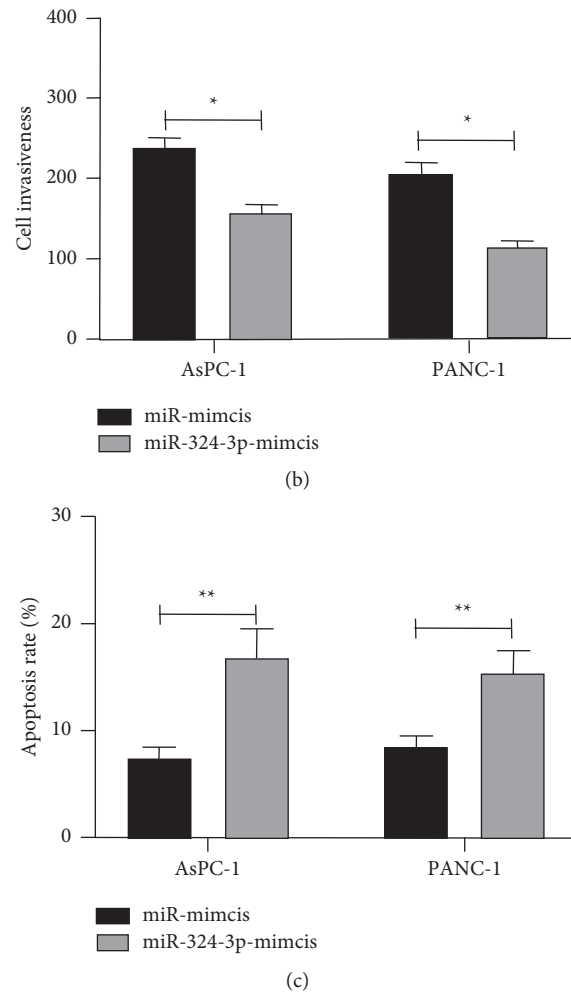 400
300
200
100
0
Cell invasiveness
*
*
AsPC-1
PANC-1
miR-mimcis
miR-324-3p-mimcis
(b)
30
20
10
0
Apoptosis rate (%)
**
**
AsPC-1
PANC-1
miR-mimcis
miR-324-3p-mimcis
(c)